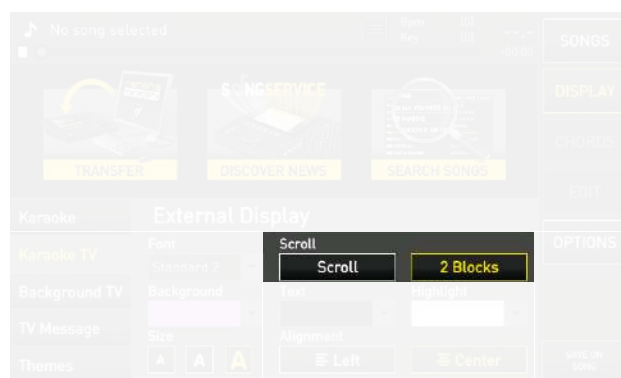 No song selected
Bpm
Key
-00:00
SONGS
SONGSERVICE
DISPLAY
CHORDS
TRANSFER
DISCOVER NEWS
SEARCH SONGS
EDIT
Karaoke
External Display
OPTIONS
Karaoke TV
Font
Scroll
Standard 2
Scroll
2 Blocks
Background TV
Background
Text
Highlight
TV Message
Size
Alignment
A
A
A
Left
Center
Themes
SAVE ON
SONG